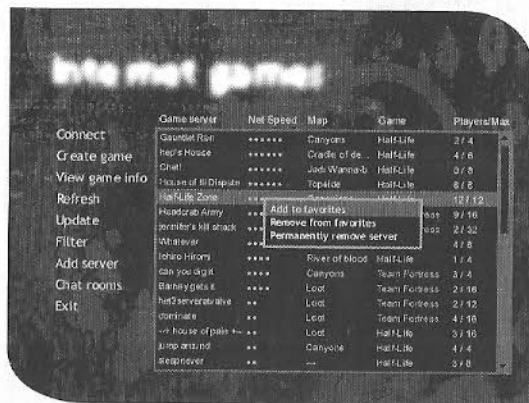 Internet games
Game server Net Speed Map Game Players/Max
Connect
Create game
View game info
Refresh
Update
Filter
Add server
Chat rooms
Exit
Gauntlet Run ****** Canyons Half-Life 2 / 4
hep's House ****** Cradle of de... Half-Life 4 / 6
Chet! ****** Half-Life 0 / 8
House of Ill Dispute ****** Topside Half-Life 6 / 8
Half-Life Zone 12 / 12
Headcrab Army 9 / 16
jennifer's kill shack 2 / 32
Whatever 4 / 8
Add to favorites
Remove from favorites
Permanently remove server
Ichiro Hiromi **** River of blood Half-Life 1 / 4
can you dig it **** Canyons Team Fortress 3 / 4
Barney gets it **** Loot Team Fortress 4 / 16
** Loot Team Fortress 2 / 12
dominate ** Loot Team Fortress 4 / 16
house of pain ** Loot Half-Life 3 / 16
jump around ** Canyons Half-Life 4 / 4
sleepnever ** --- Half-Life 3 / 8